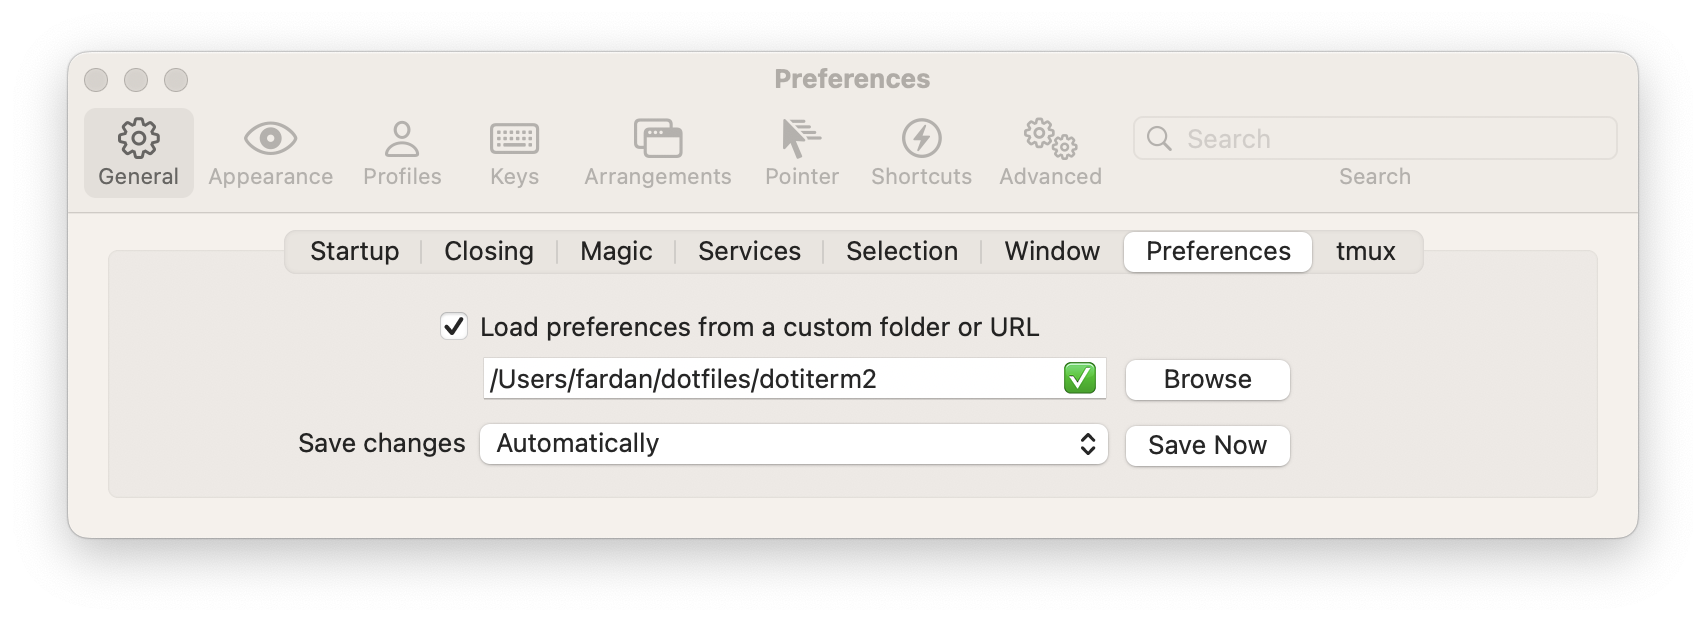 Preferences
General Appearance Profiles Keys Arrangements Pointer Shortcuts Advanced Search
Search
Startup Closing Magic Services Selection Window Preferences tmux
Load preferences from a custom folder or URL
/Users/fardan/dotfiles/dotiterm2 Browse
Save changes Automatically Save Now